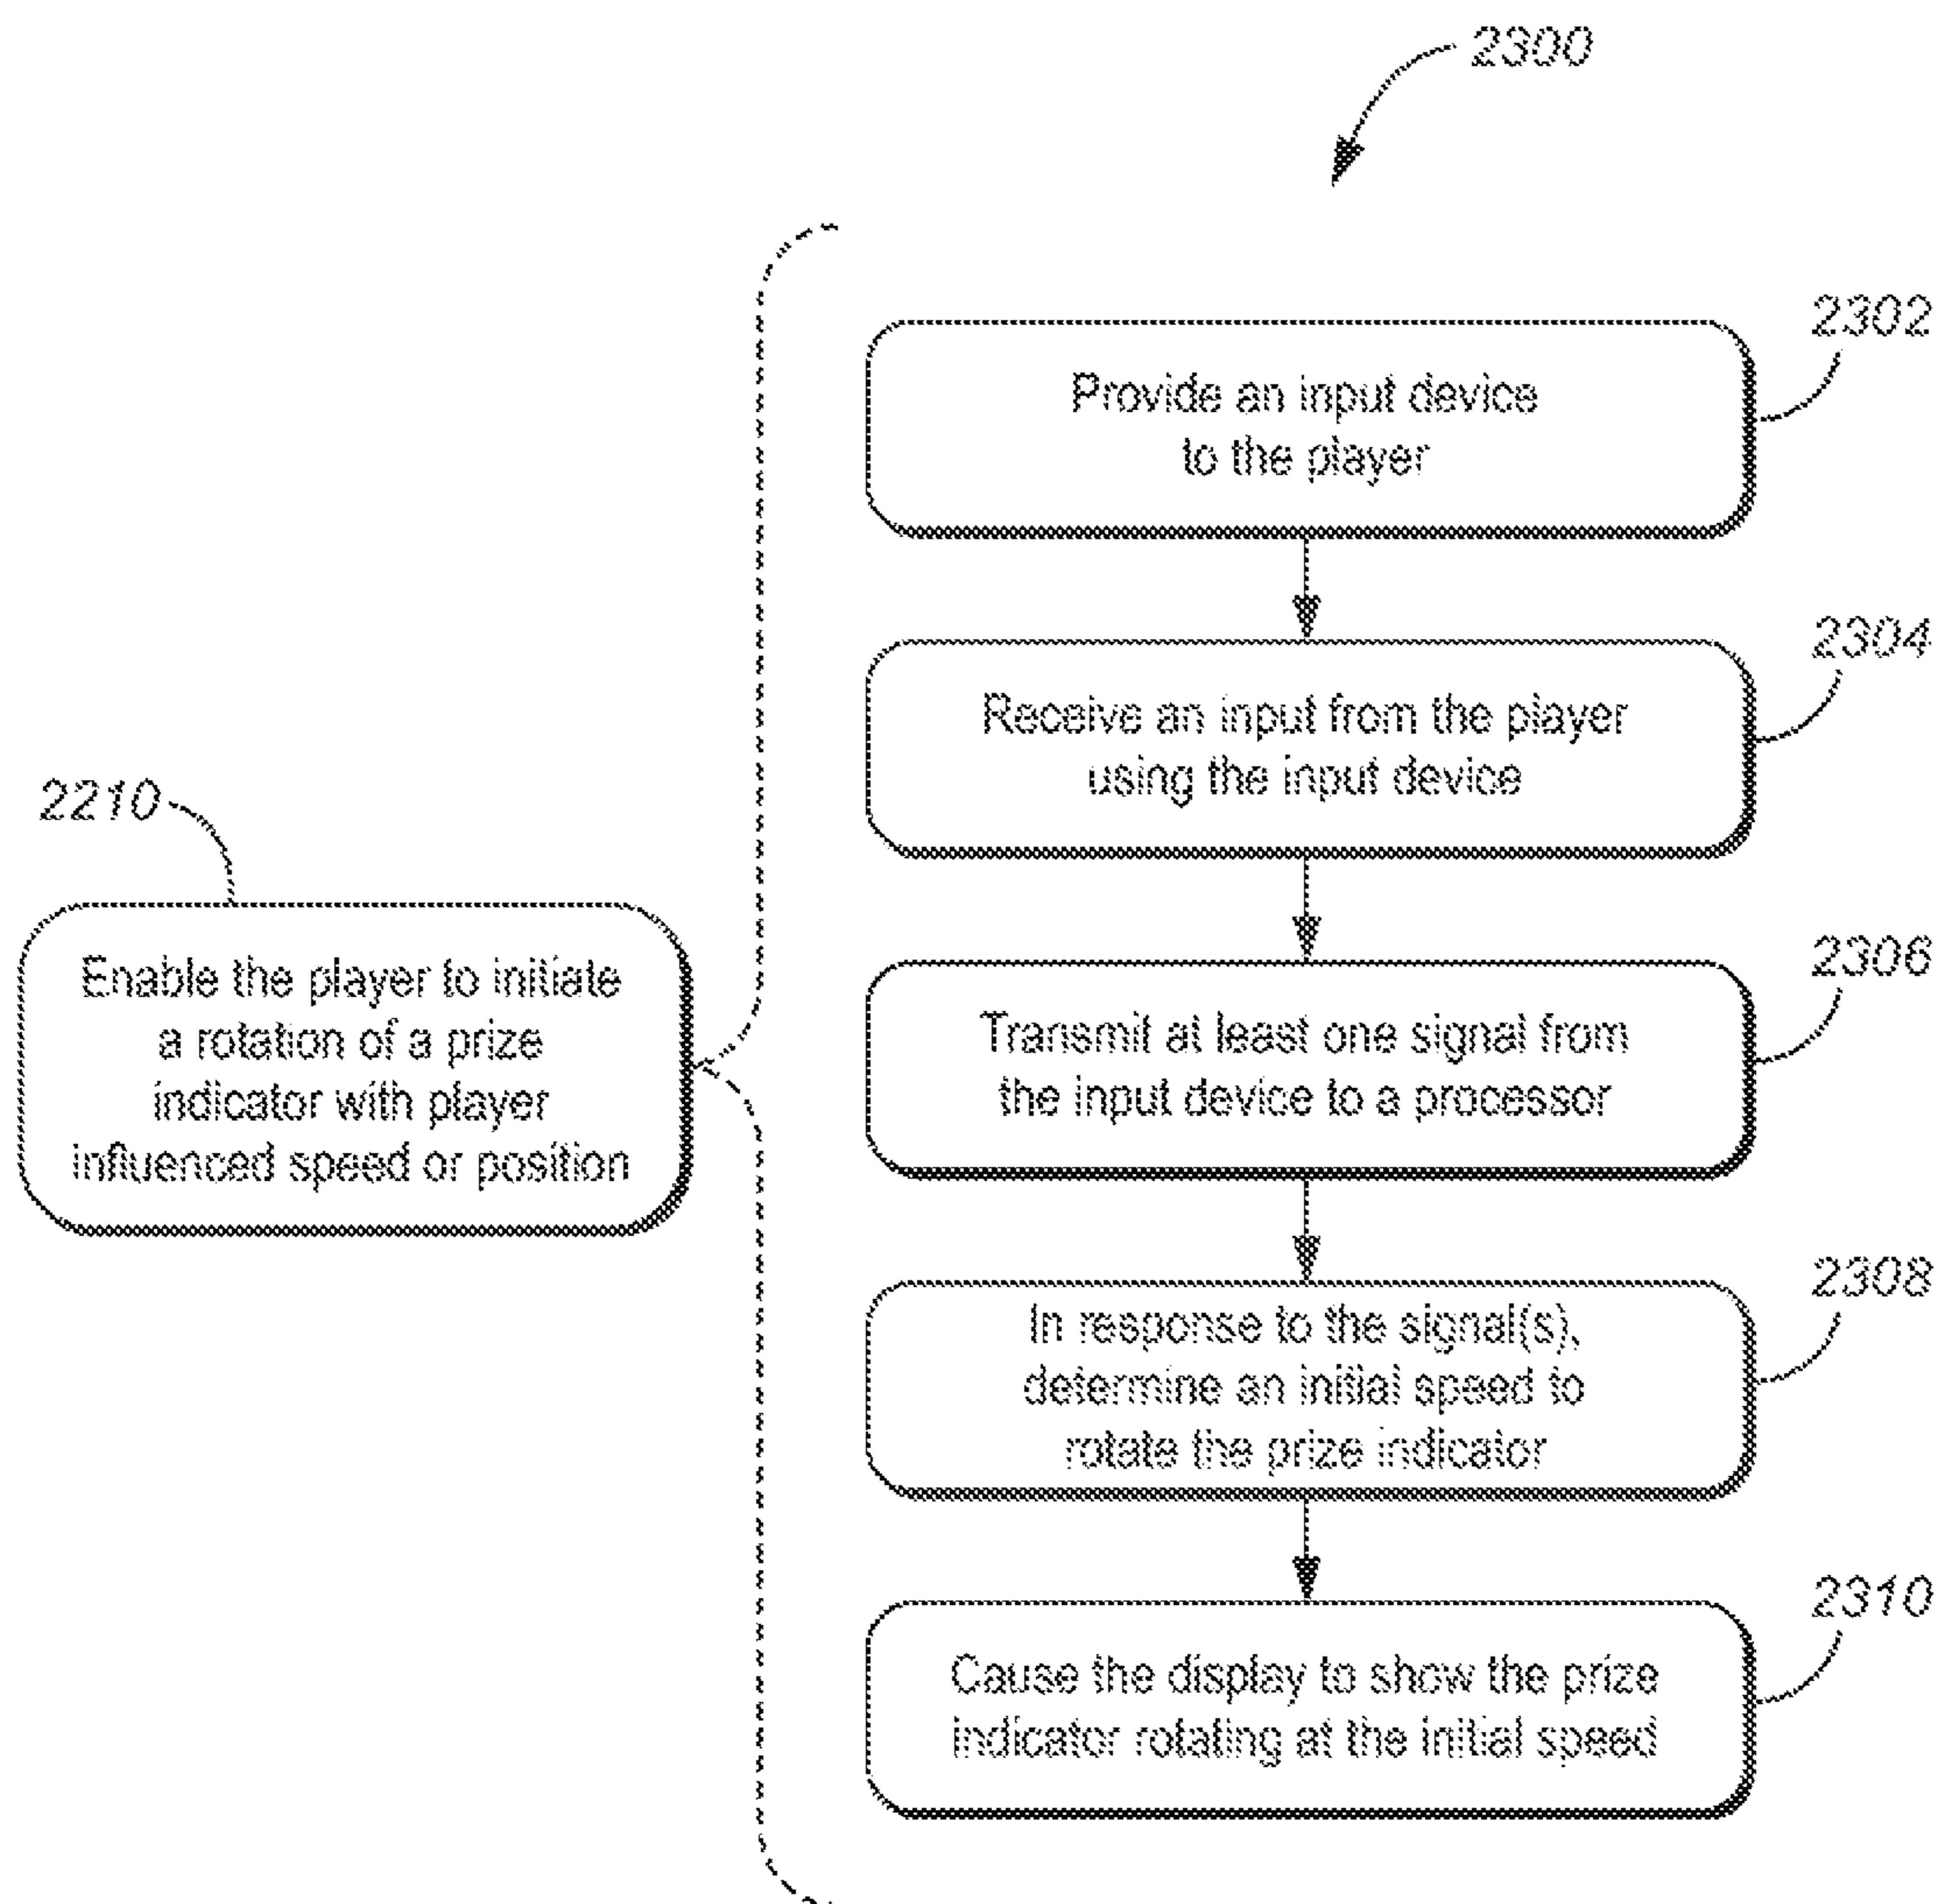 2300
2302
Provide an input device
to the player
2304
Receive an input from the player
using the input device
2210
Enable the player to initiate
a rotation of a prize
indicator with player
influenced speed or position
2306
Transmit at least one signal from
the input device to a processor
2308
In response to the signal(s),
determine an initial speed to
rotate the prize indicator
2310
Cause the display to show the prize
indicator rotating at the initial speed